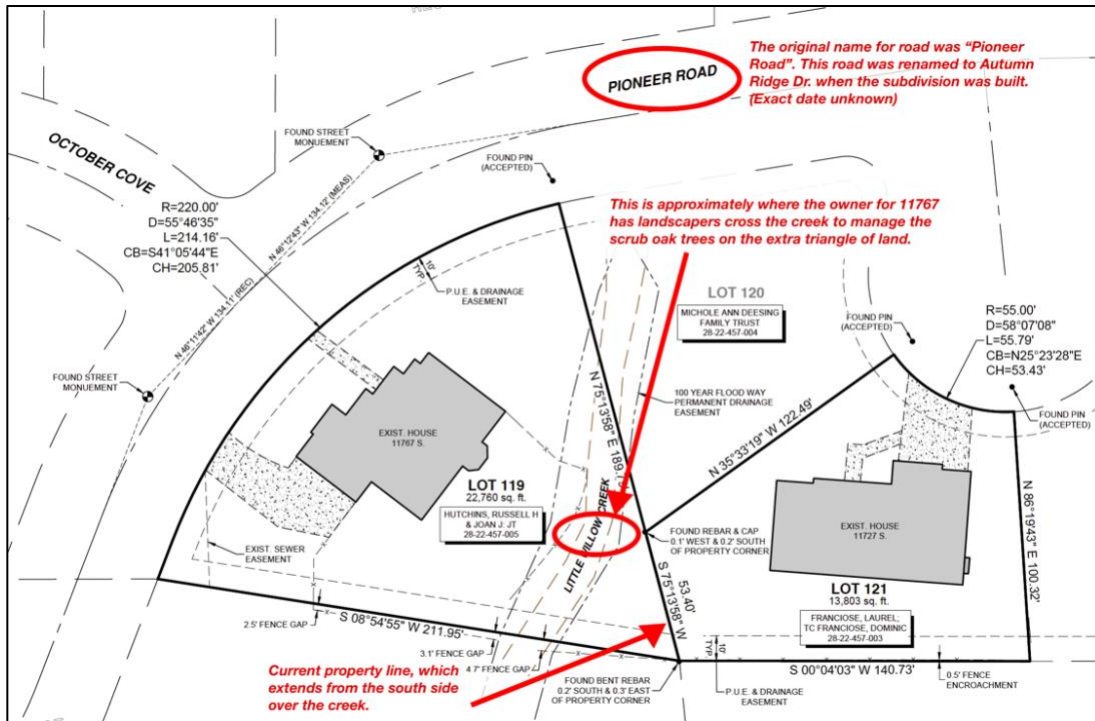 The original name for road was “Pioneer
Road”. This road was renamed to Autumn
Ridge Dr. when the subdivision was built.
(Exact date unknown)
PIONEER ROAD
OCTOBER COVE
FOUND STREET
MONUEMENT
N 46°12'43" W 134.12' (MEAS)
N 46°11'42" W 134.11' (REC)
R=220.00'
D=55°46'35"
L=214.16'
CB=S41°05'44"E
CH=205.81'
FOUND PIN
(ACCEPTED)
This is approximately where the owner for 11767
has landscapers cross the creek to manage the
scrub oak trees on the extra triangle of land.
10'
TYP
P.U.E. & DRAINAGE
EASEMENT
LOT 120
MICHOLE ANN DEESING
FAMILY TRUST
28-22-457-004
FOUND PIN
(ACCEPTED)
R=55.00'
D=58°07'08"
L=55.79'
CB=N25°23'28"E
CH=53.43'
FOUND PIN
(ACCEPTED)
FOUND STREET
MONUEMENT
100 YEAR FLOOD WAY
PERMANENT DRAINAGE
EASEMENT
N 75°13'58" E 189.
N 35°33'19" W 122.49'
EXIST. HOUSE
11767 S.
LOT 119
22,760 sq. ft.
HUTCHINS, RUSSELL H
& JOAN J; JT
28-22-457-005
LITTLE WILLOW CREEK
FOUND REBAR & CAP
0.1' WEST & 0.2' SOUTH
OF PROPERTY CORNER
EXIST. HOUSE
11727 S.
N 86°19'43" E 100.32'
EXIST. SEWER
EASEMENT
53.40'
S 75°13'58" W
LOT 121
13,803 sq. ft.
FRANCIOSE, LAUREL;
TC FRANCIOSE, DOMINIC
28-22-457-003
2.5' FENCE GAP
S 08°54'55" W 211.95'
3.1' FENCE GAP
4.7' FENCE GAP
10'
TYP
S 00°04'03" W 140.73'
Current property line, which
extends from the south side
over the creek.
FOUND BENT REBAR
0.2' SOUTH & 0.3' EAST
OF PROPERTY CORNER
P.U.E. & DRAINAGE
EASEMENT
0.5' FENCE
ENCROACHMENT